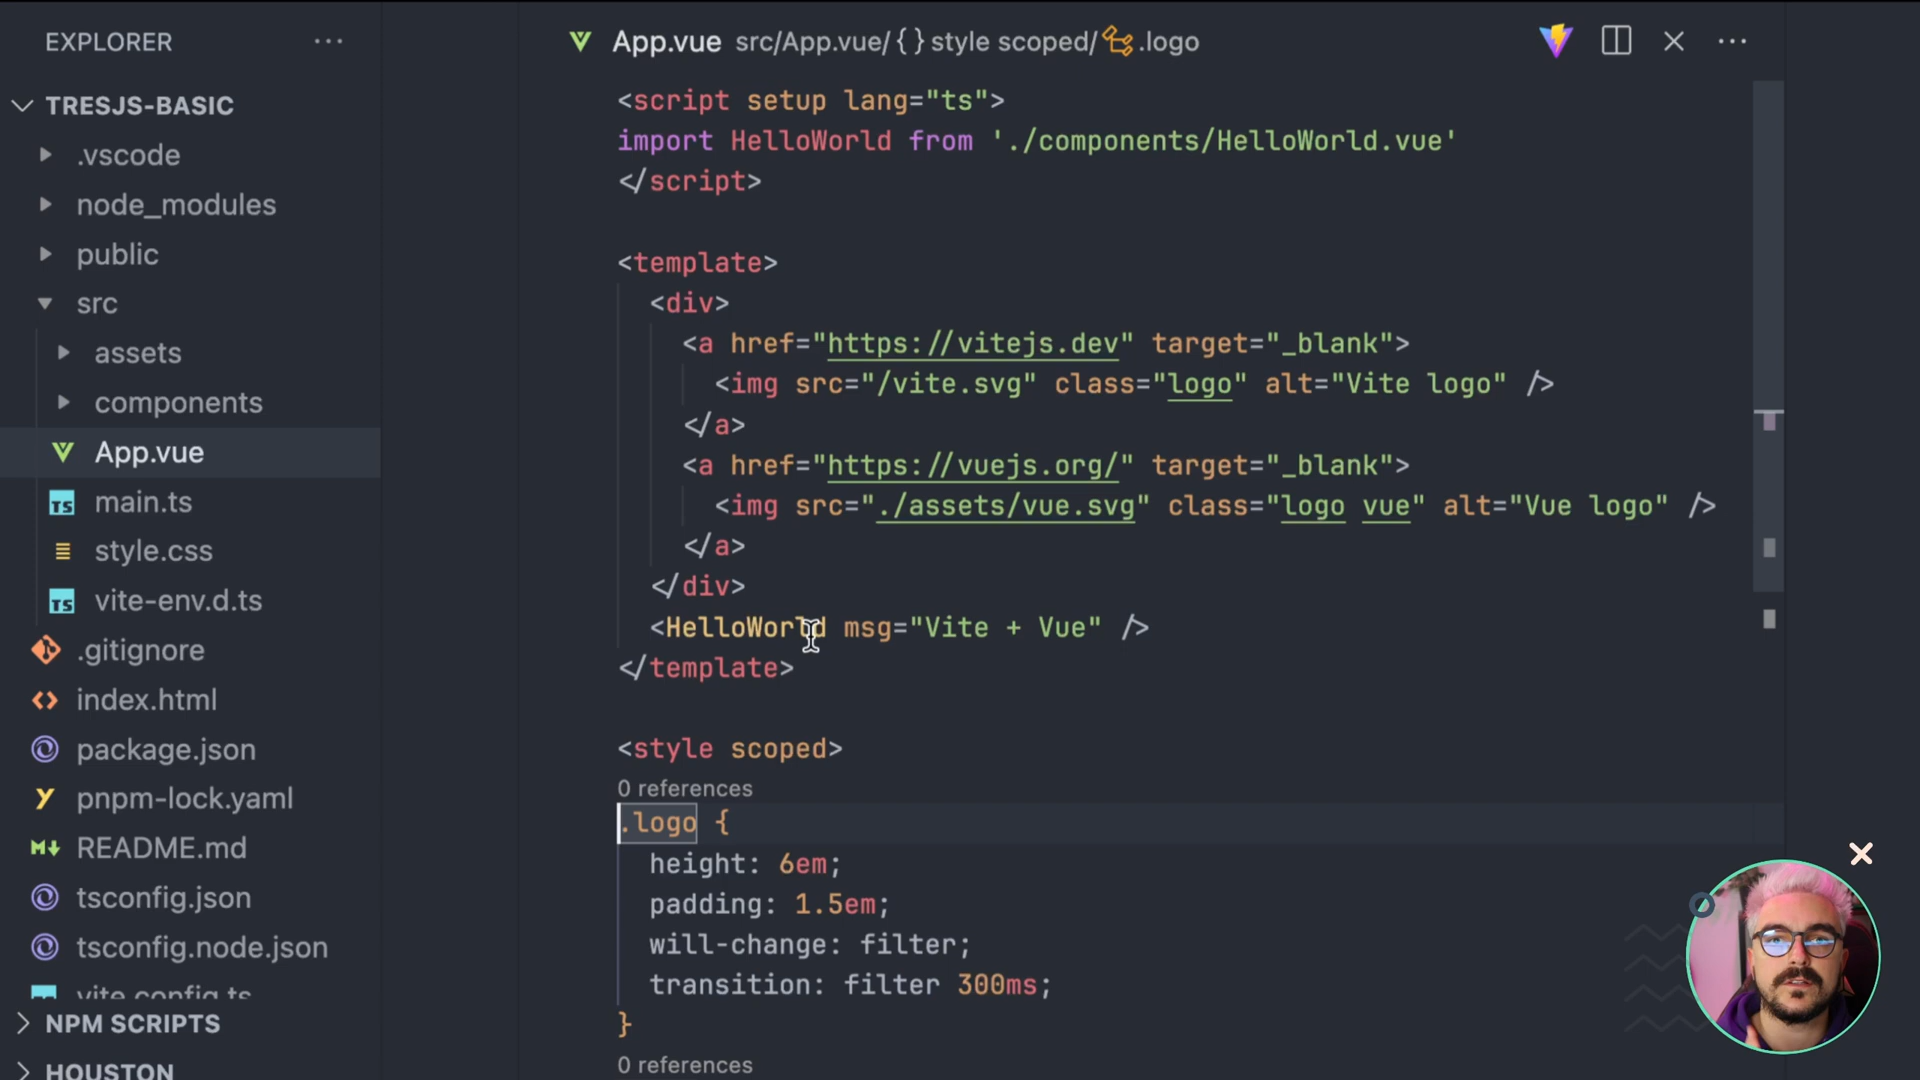 EXPLORER
TRESJS-BASIC
.vscode
node_modules
public
src
assets
components
App.vue
main.ts
style.css
vite-env.d.ts
.gitignore
index.html
package.json
pnpm-lock.yaml
README.md
tsconfig.json
tsconfig.node.json
vite.config.ts
NPM SCRIPTS
HOUSTON
App.vue src/App.vue/{} style scoped/ .logo
<script setup lang="ts">
import HelloWorld from './components/HelloWorld.vue'
</script>
<template>
<div>
<a href="https://vitejs.dev" target="_blank">
<img src="/vite.svg" class="logo" alt="Vite logo" />
</a>
<a href="https://vuejs.org/" target="_blank">
<img src="./assets/vue.svg" class="logo vue" alt="Vue logo" />
</a>
</div>
<HelloWorld msg="Vite + Vue" />
</template>
<style scoped>
0 references
.logo {
height: 6em;
padding: 1.5em;
will-change: filter;
transition: filter 300ms;
}
0 references